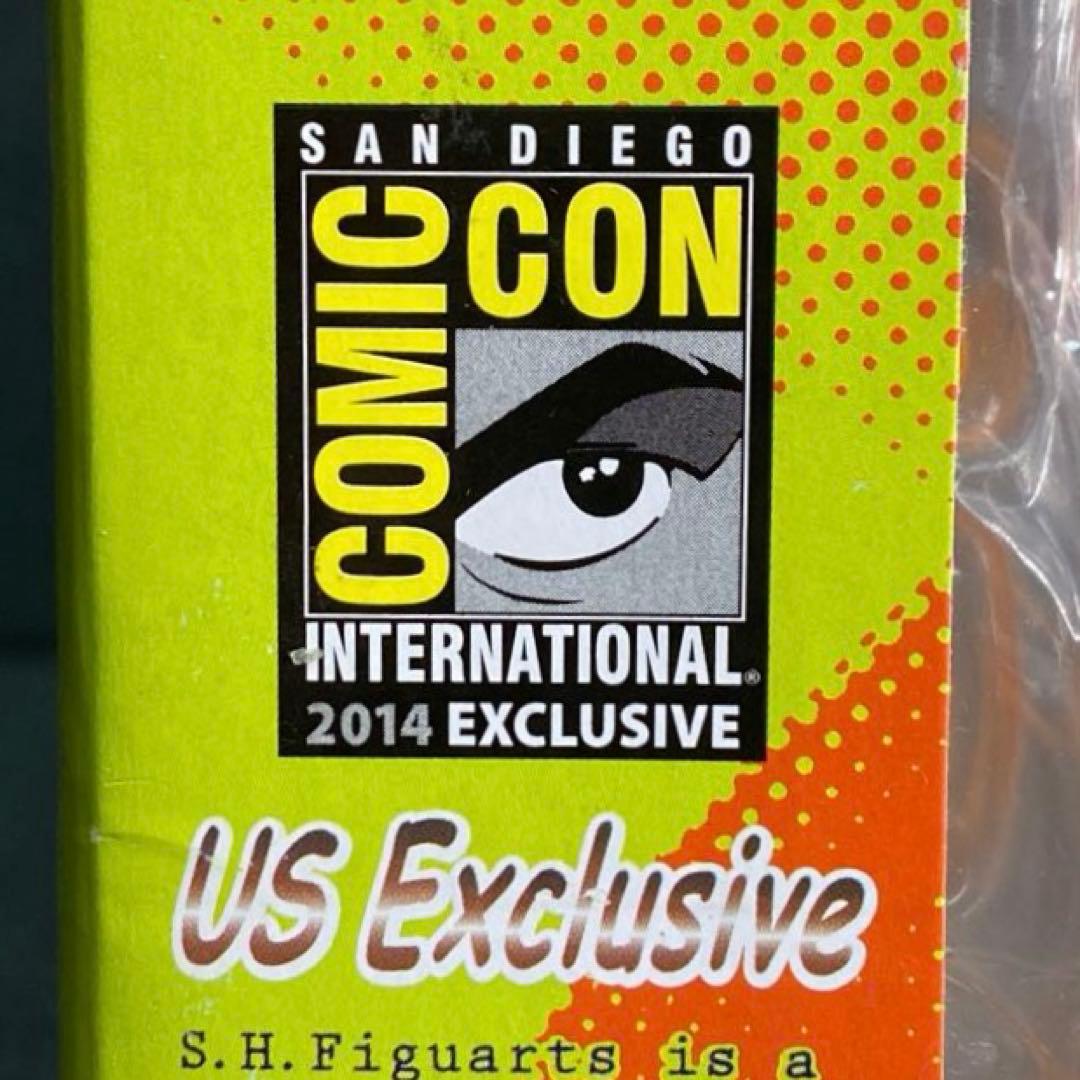 SAN DIEGO
COMIC CON
INTERNATIONAL®
2014 EXCLUSIVE
US Exclusive
S.H.Figuarts is a